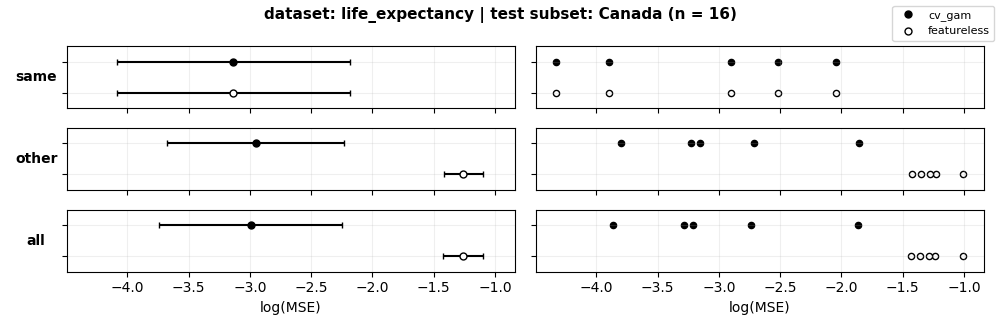 dataset: life_expectancy | test subset: Canada (n = 16)
cv_gam
featureless
same
other
all
−4.0 −3.5 −3.0 −2.5 −2.0 −1.5 −1.0
−4.0 −3.5 −3.0 −2.5 −2.0 −1.5 −1.0
log(MSE)
log(MSE)